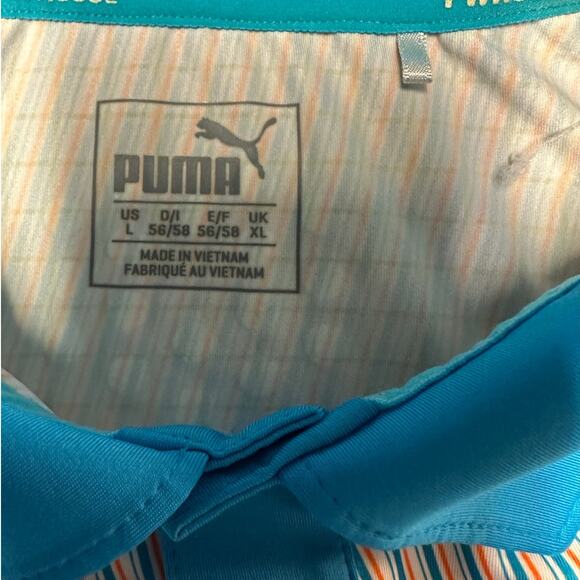 PUMA
US D/I E/F UK
L 56/58 56/58 XL
MADE IN VIETNAM
FABRIQUÉ AU VIETNAM